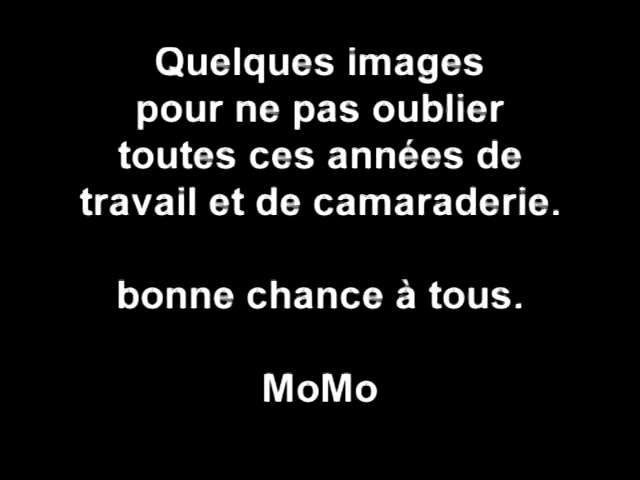 Quelques images
pour ne pas oublier
toutes ces années de
travail et de camaraderie.
bonne chance à tous.
MoMo